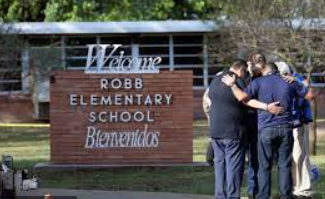 Welcome
ROBB
ELEMENTARY
SCHOOL
Bienvenidos